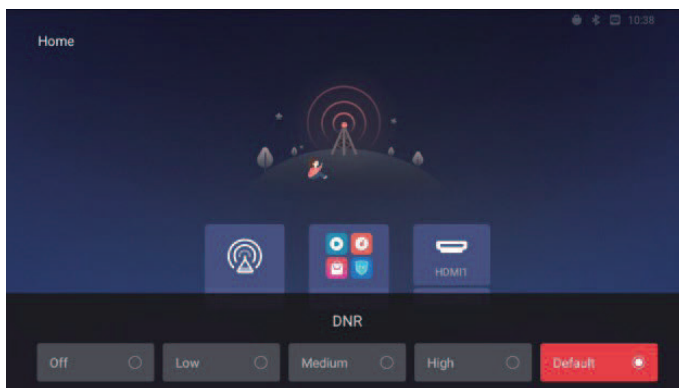 10:38
Home
HDMI1
DNR
Off
Low
Medium
High
Default